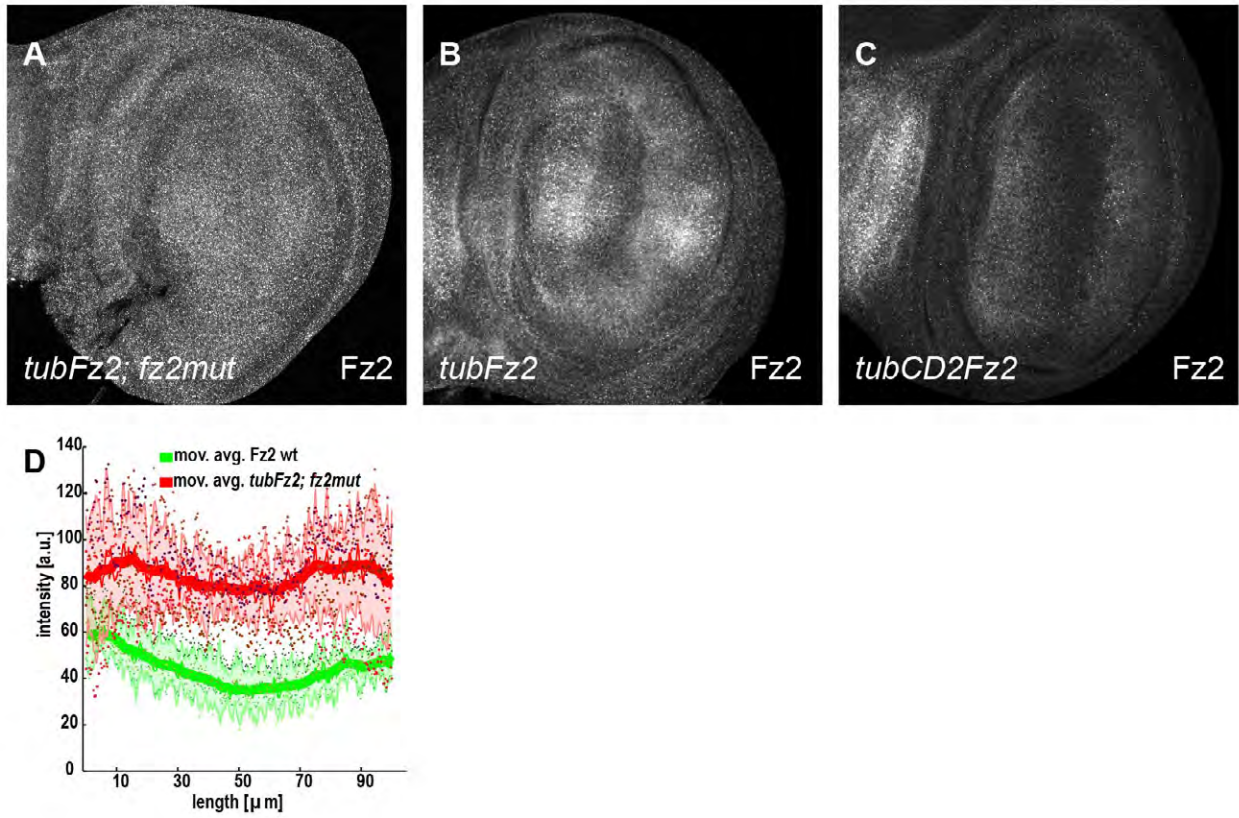 A
tubFz2; fz2mut Fz2
B
tubFz2 Fz2
C
tubCD2Fz2 Fz2
D
mov. avg. Fz2 wt
mov. avg. tubFz2; fz2mut
intensity [a.u.]
140
120
100
80
60
40
20
0
10 30 50 70 90
length [µm]